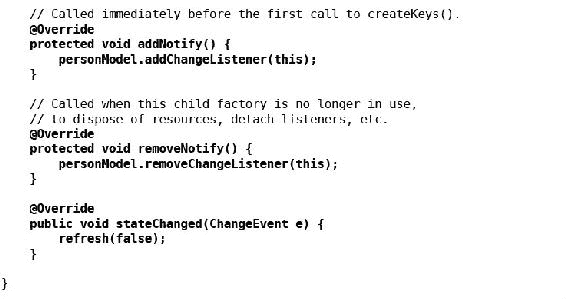 // Called immediately before the first call to createKeys().
@Override
protected void addNotify() {
personModel.addChangeListener(this);
}
// Called when this child factory is no longer in use,
// to dispose of resources, detach listeners, etc.
@Override
protected void removeNotify() {
personModel.removeChangeListener(this);
}
@Override
public void stateChanged(ChangeEvent e) {
refresh(false);
}
}